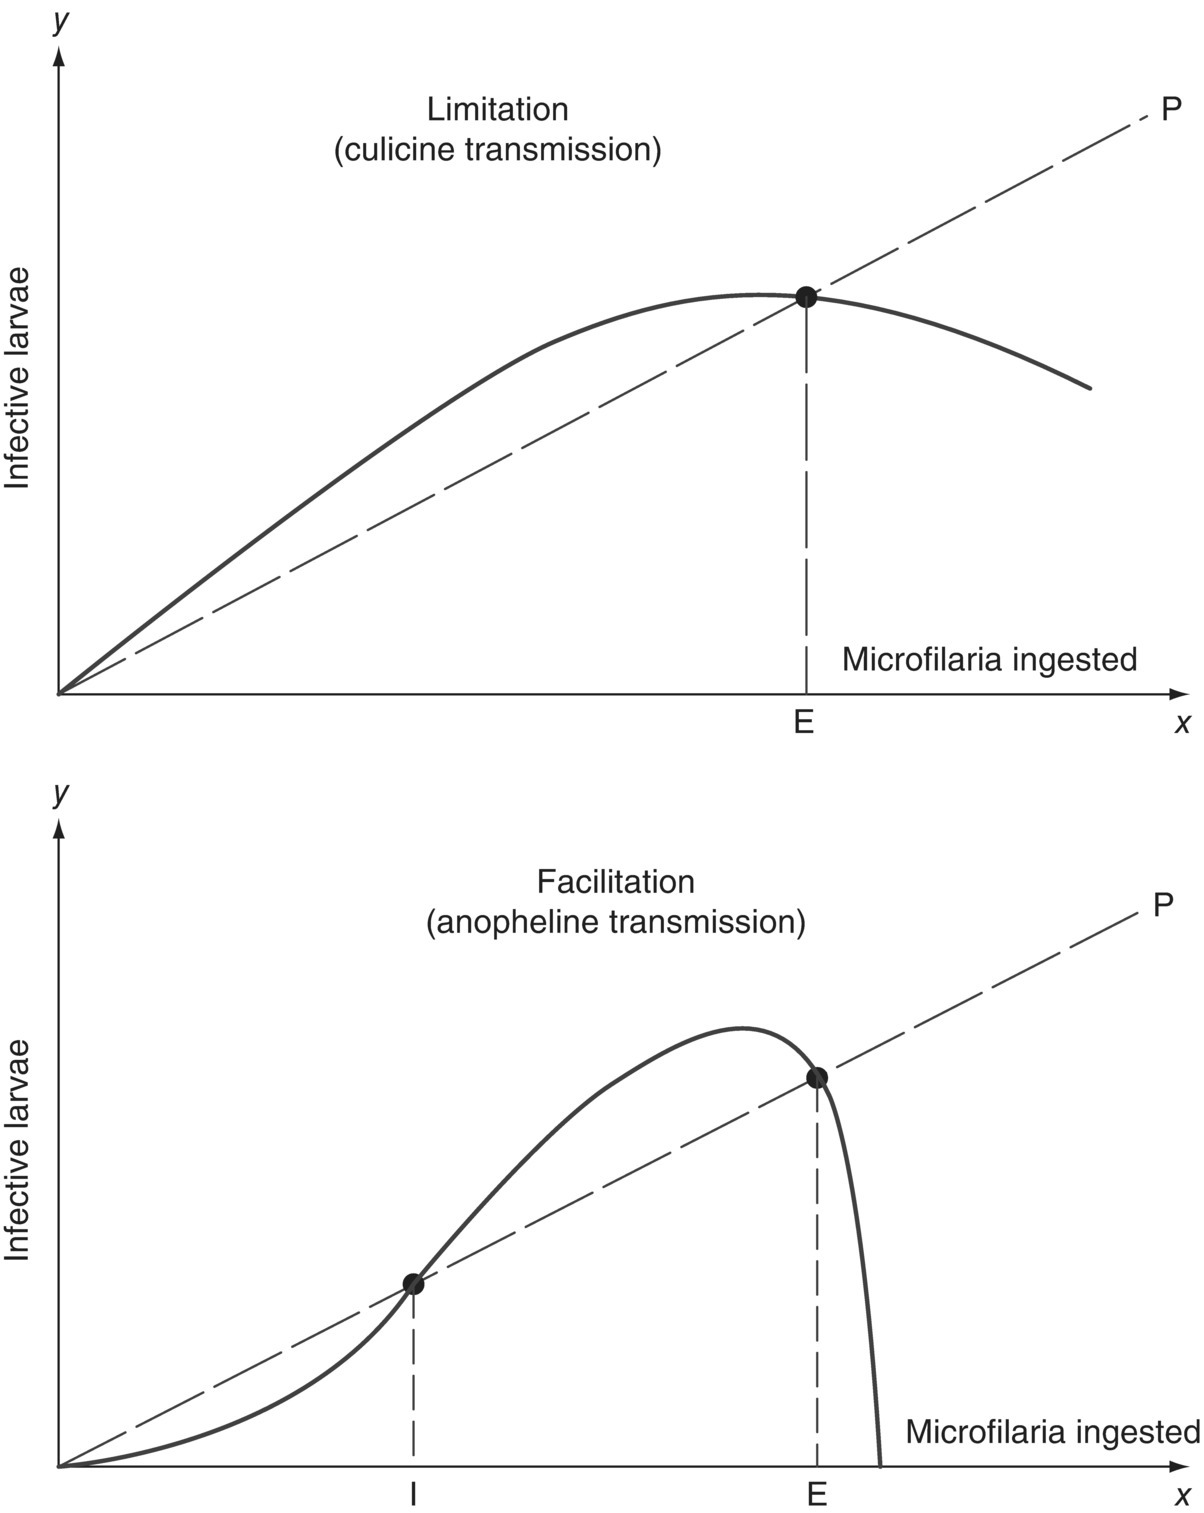 y
Limitation
(culicine transmission)
P
Infective larvae
Microfilaria ingested
E
x
y
Facilitation
(anopheline transmission)
P
Infective larvae
Microfilaria ingested
I
E
x